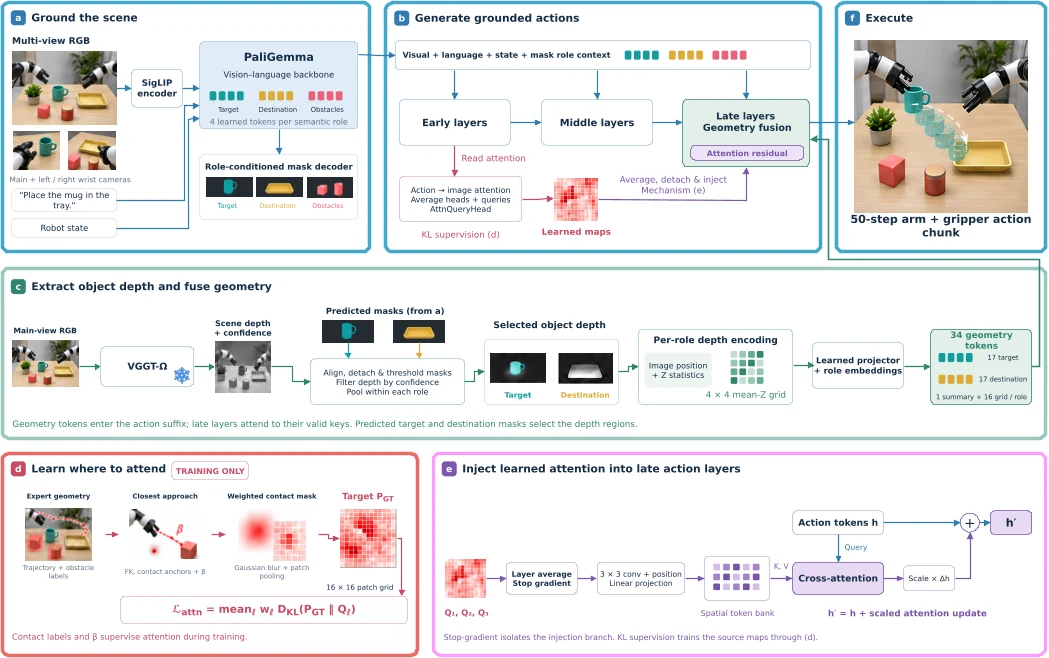 a Ground the scene
Multi-view RGB
SigLIP
encoder
PaliGemma
Vision–language backbone
Target Destination Obstacles
4 learned tokens per semantic role
Main + left / right wrist cameras
“Place the mug in the
tray.”
Robot state
Role-conditioned mask decoder
Target Destination Obstacles
b Generate grounded actions
Visual + language + state + mask role context
Early layers
Middle layers
Late layers
Geometry fusion
Attention residual
Read attention
Action → image attention
Average heads + queries
AttnQueryHead
KL supervision (d)
Learned maps
Average, detach & inject
Mechanism (e)
f Execute
50-step arm + gripper action
chunk
c Extract object depth and fuse geometry
Main-view RGB
VGGT-Ω
Scene depth
+ confidence
Predicted masks (from a)
Align, detach & threshold masks
Filter depth by confidence
Pool within each role
Selected object depth
Target Destination
Per-role depth encoding
Image position
+ Z statistics
4 × 4 mean-Z grid
Learned projector
+ role embeddings
34 geometry
tokens
17 target
17 destination
1 summary + 16 grid / role
Geometry tokens enter the action suffix; late layers attend to their valid keys. Predicted target and destination masks select the depth regions.
d Learn where to attend TRAINING ONLY
Expert geometry
Trajectory + obstacle
labels
Closest approach
β
FK, contact anchors + β
Weighted contact mask
Gaussian blur + patch
pooling
Target P_GT
16 × 16 patch grid
ℒ_attn = mean_ℓ w_ℓ D_KL(P_GT ∥ Q_ℓ)
Contact labels and β supervise attention during training.
e Inject learned attention into late action layers
Q₁, Q₂, Q₃
Layer average
Stop gradient
3 × 3 conv + position
Linear projection
Spatial token bank
K, V
Action tokens h
Query
Cross-attention
Scale × Δh
+
h′
h′ = h + scaled attention update
Stop-gradient isolates the injection branch. KL supervision trains the source maps through (d).